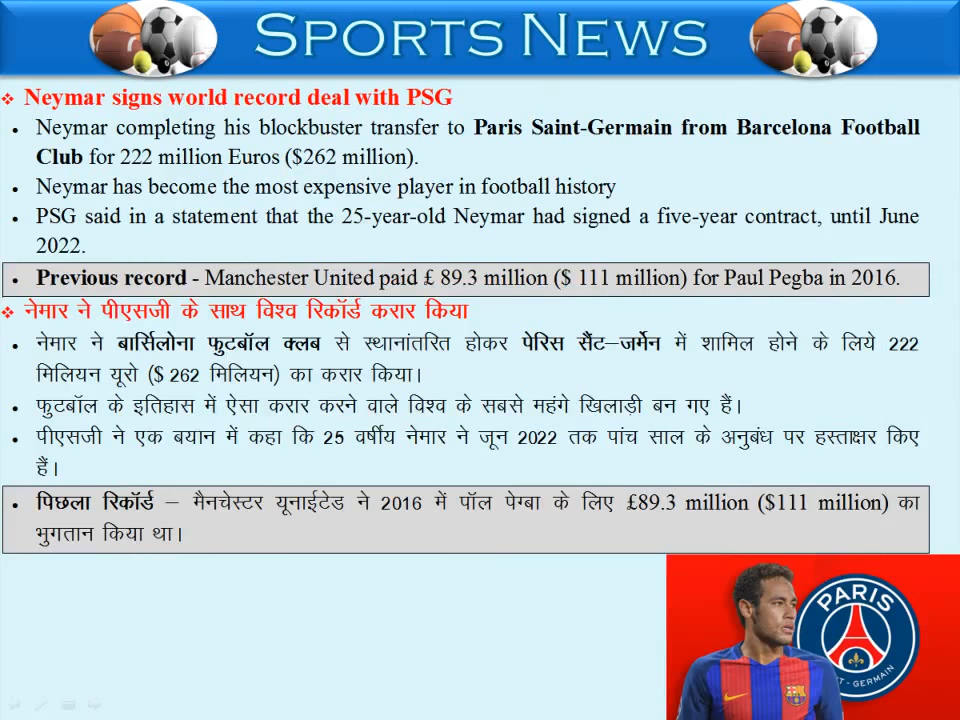 SPORTS NEWS
Neymar signs world record deal with PSG
Neymar completing his blockbuster transfer to Paris Saint-Germain from Barcelona Football
Club for 222 million Euros ($262 million).
Neymar has become the most expensive player in football history
PSG said in a statement that the 25-year-old Neymar had signed a five-year contract, until June
2022.
Previous record - Manchester United paid £ 89.3 million ($ 111 million) for Paul Pegba in 2016.
नेमार ने पीएसजी के साथ विश्व रिकॉर्ड करार किया
नेमार ने बार्सिलोना फुटबॉल क्लब से स्थानांतरित होकर पेरिस सैंट–जर्मेन में शामिल होने के लिये 222
मिलियन यूरो ($ 262 मिलियन) का करार किया।
फुटबॉल के इतिहास में ऐसा करार करने वाले विश्व के सबसे महंगे खिलाड़ी बन गए हैं।
पीएसजी ने एक बयान में कहा कि 25 वर्षीय नेमार ने जून 2022 तक पांच साल के अनुबंध पर हस्ताक्षर किए
हैं।
पिछला रिकॉर्ड – मैनचेस्टर यूनाईटेड ने 2016 में पॉल पेग्बा के लिए £89.3 million ($111 million) का
भुगतान किया था।
PARIS
T-GERMAIN